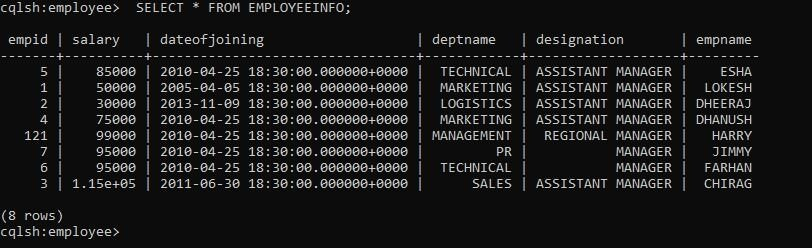 cqlsh:employee>  SELECT * FROM EMPLOYEEINFO;
 empid | salary   | dateofjoining                   | deptname   | designation       | empname
-------+----------+---------------------------------+------------+-------------------+---------
     5 |    85000 | 2010-04-25 18:30:00.000000+0000 |  TECHNICAL | ASSISTANT MANAGER |    ESHA
     1 |    50000 | 2005-04-05 18:30:00.000000+0000 |  MARKETING | ASSISTANT MANAGER |  LOKESH
     2 |    30000 | 2013-11-09 18:30:00.000000+0000 |  LOGISTICS | ASSISTANT MANAGER | DHEERAJ
     4 |    75000 | 2010-04-25 18:30:00.000000+0000 |  MARKETING | ASSISTANT MANAGER | DHANUSH
   121 |    99000 | 2010-04-25 18:30:00.000000+0000 | MANAGEMENT |  REGIONAL MANAGER |   HARRY
     7 |    95000 | 2010-04-25 18:30:00.000000+0000 |         PR |           MANAGER |   JIMMY
     6 |    95000 | 2010-04-25 18:30:00.000000+0000 |  TECHNICAL |           MANAGER |  FARHAN
     3 | 1.15e+05 | 2011-06-30 18:30:00.000000+0000 |      SALES | ASSISTANT MANAGER |  CHIRAG
(8 rows)
cqlsh:employee>